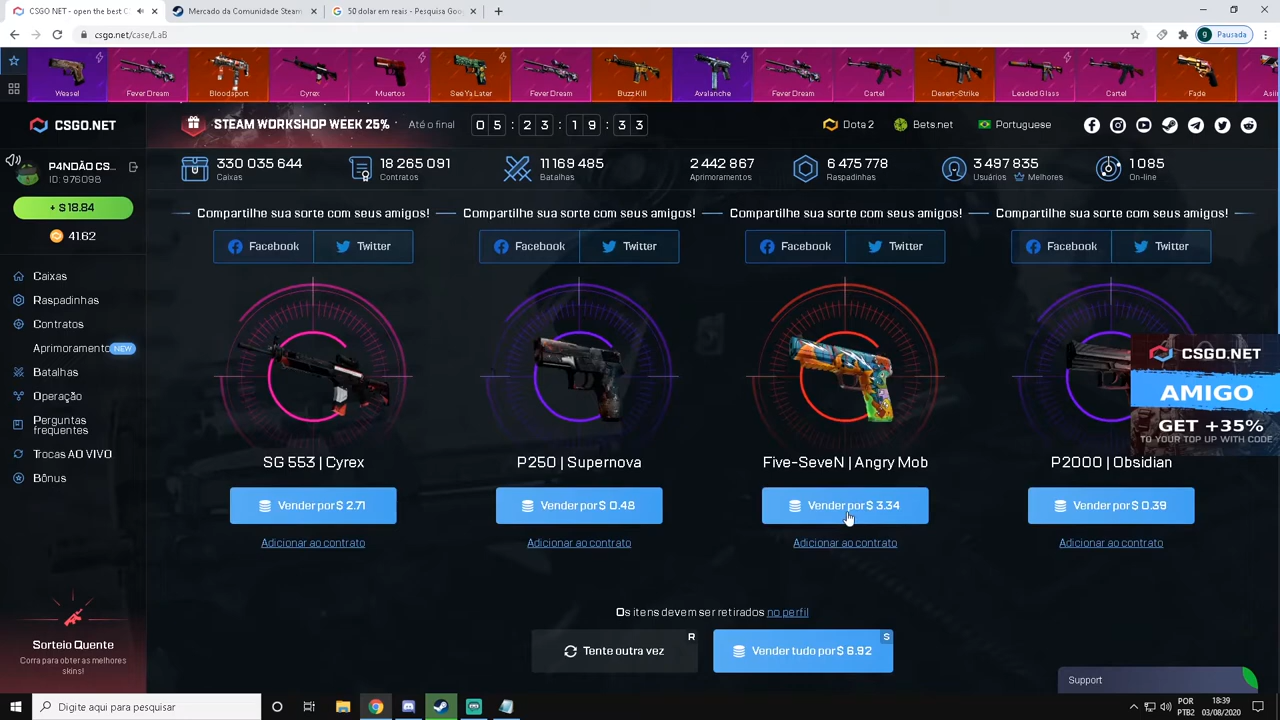 CSGO.NET - open the best C
Mercado da Comunidade Steam
50 dolar em reais - Pesquisa Goo
csgo.net/case/LaB
Pausada
Weasel
Fever Dream
Bloodsport
Cyrex
Muertos
See Ya Later
Fever Dream
Buzz Kill
Avalanche
Fever Dream
Cartel
Desert-Strike
Leaded Glass
Cartel
Fade
Asii
CSGO.NET
STEAM WORKSHOP WEEK 25%
Até o final
05:23:19:33
Dota 2
Bets.net
Portuguese
P4NDÃO CS...
ID: 976098
330 035 644
Caixas
18 265 091
Contratos
11 169 485
Batalhas
2 442 867
Aprimoramentos
6 475 778
Raspadinhas
3 497 835
Usuários
Melhores
1 085
On-line
+ $ 18.84
41.62
Caixas
Raspadinhas
Contratos
Aprimoramento NEW
Batalhas
Operação
Perguntas
frequentes
Trocas AO VIVO
Bônus
Sorteio Quente
Corra para obter as melhores
skins!
Compartilhe sua sorte com seus amigos!
Compartilhe sua sorte com seus amigos!
Compartilhe sua sorte com seus amigos!
Compartilhe sua sorte com seus amigos!
Facebook
Twitter
Facebook
Twitter
Facebook
Twitter
Facebook
Twitter
CSGO.NET
AMIGO
GET +35%
TO YOUR TOP UP WITH CODE
SG 553 | Cyrex
P250 | Supernova
Five-SeveN | Angry Mob
P2000 | Obsidian
Vender por $ 2.71
Vender por $ 0.48
Vender por $ 3.34
Vender por $ 0.39
Adicionar ao contrato
Adicionar ao contrato
Adicionar ao contrato
Adicionar ao contrato
Os itens devem ser retirados no perfil
Tente outra vez
R
Vender tudo por $ 6.92
S
Support
Digite aqui para pesquisar
POR
PTB2
18:39
03/08/2020